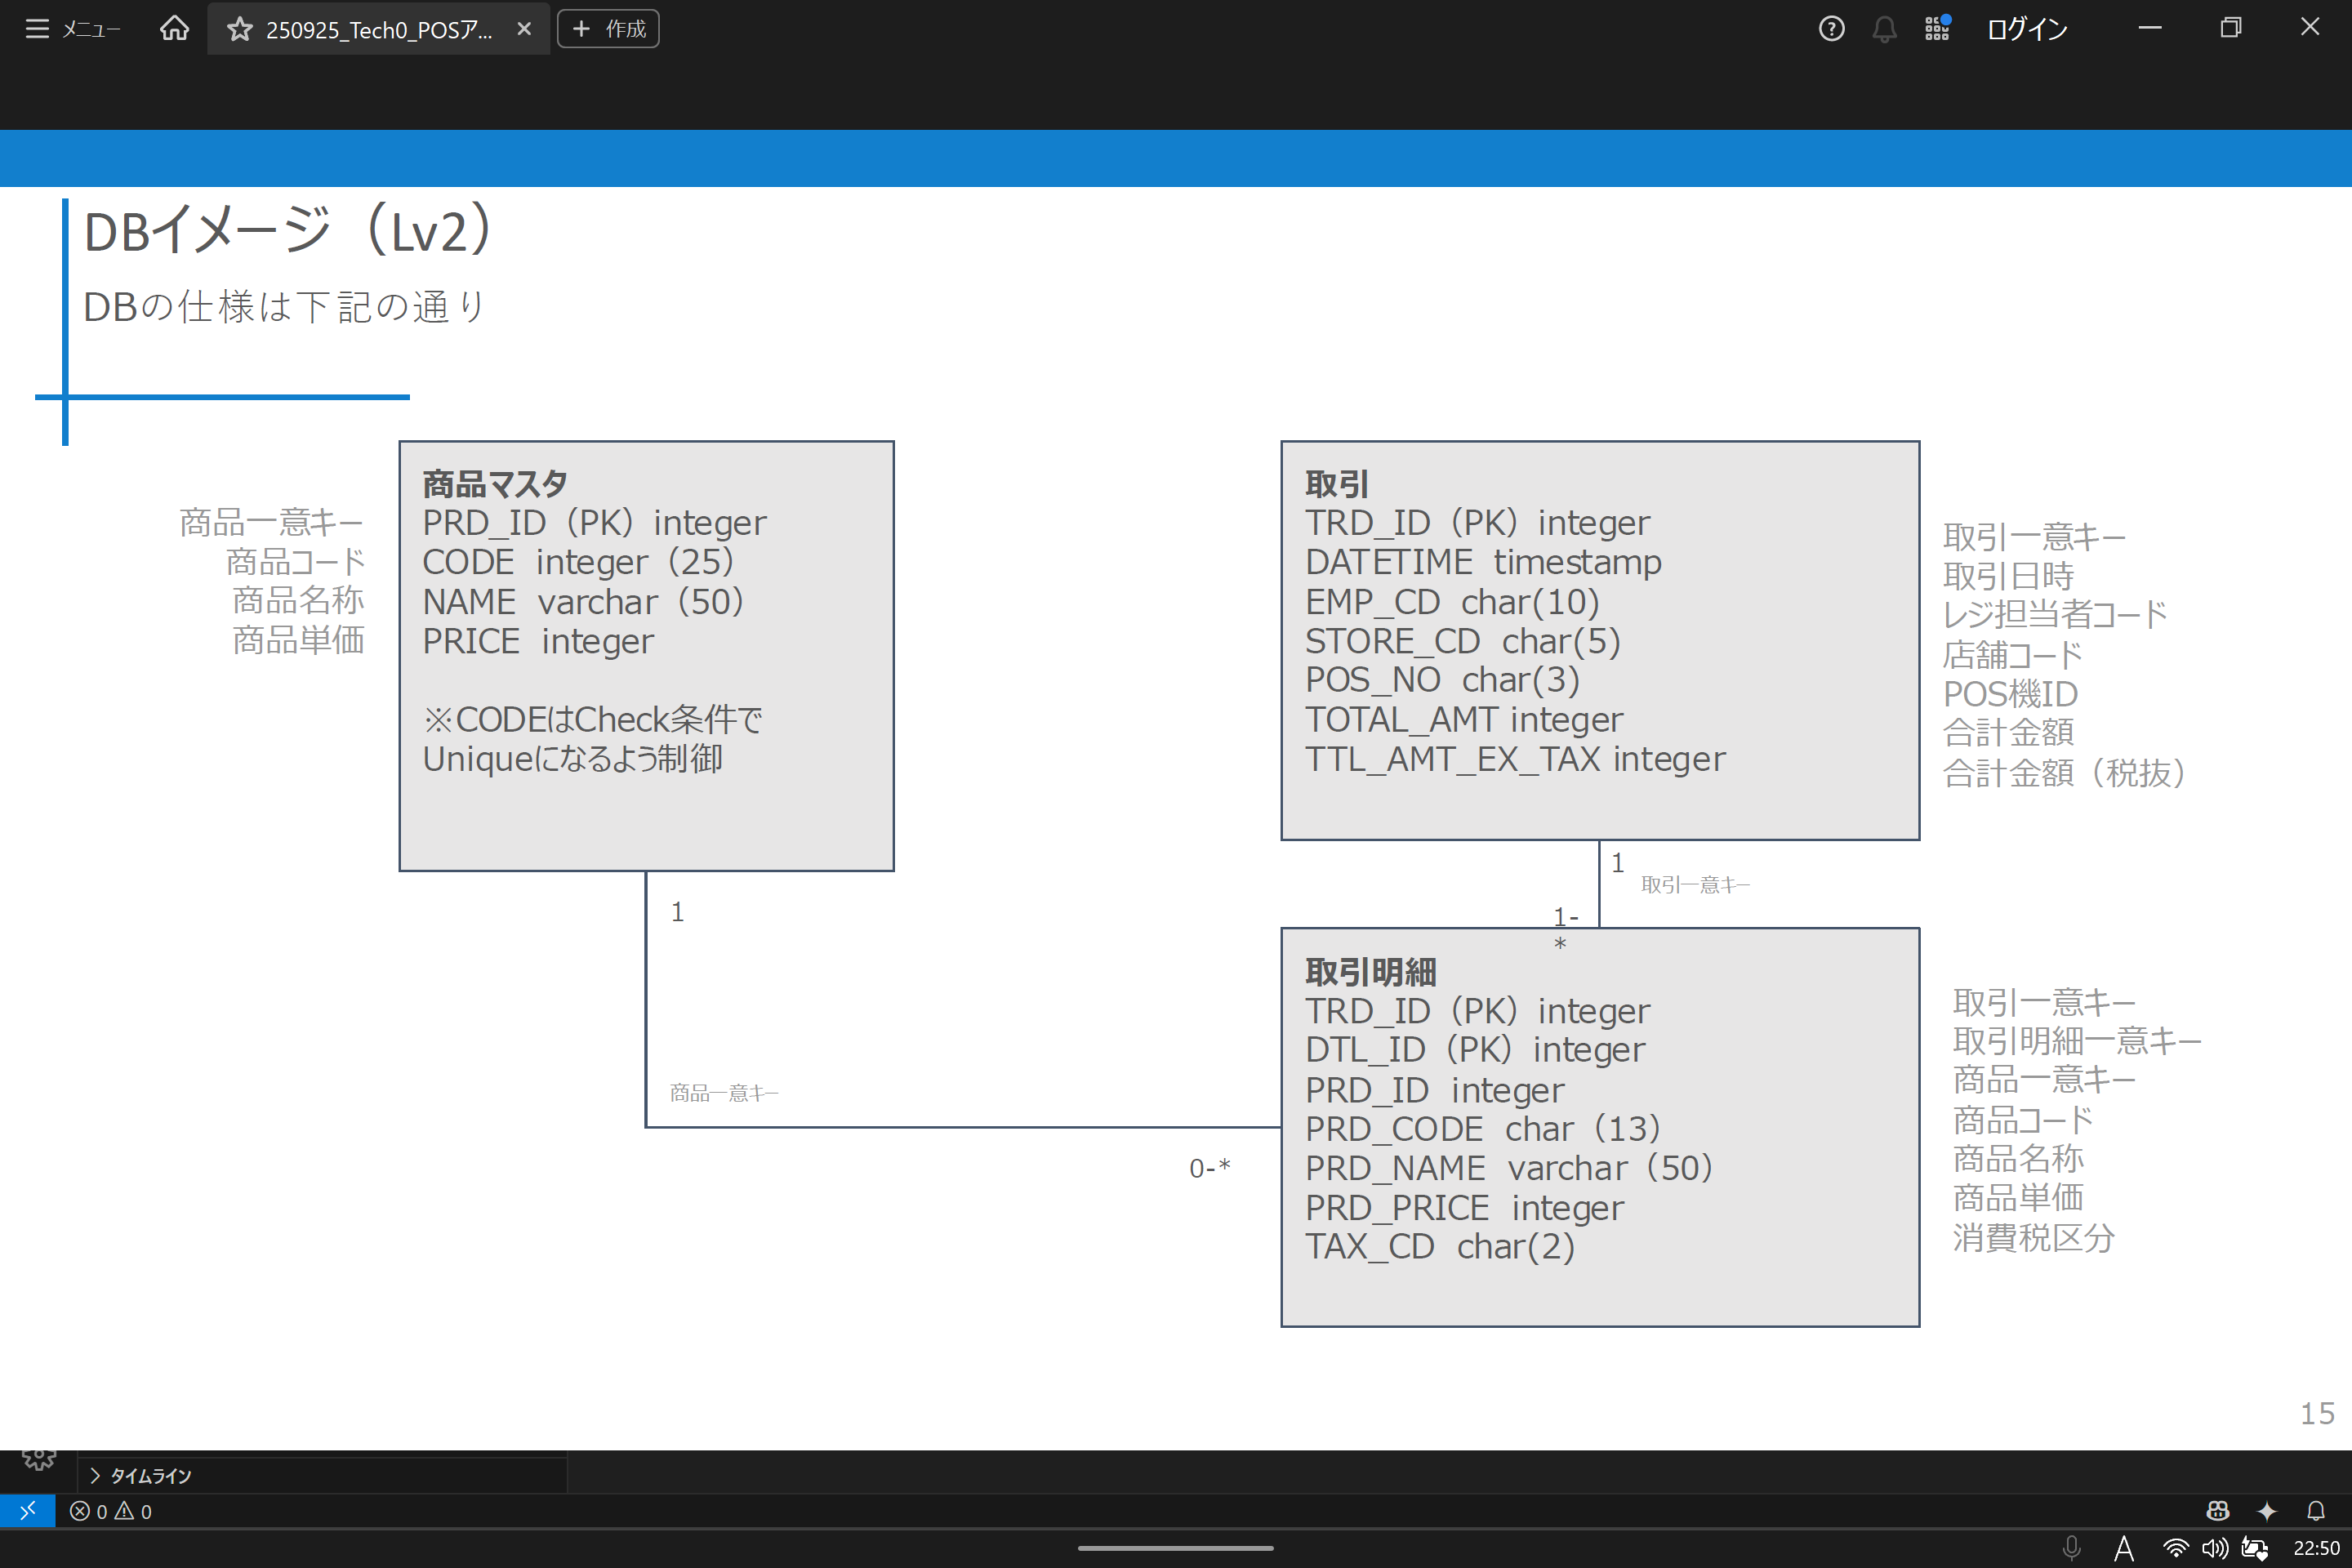 メニュー
250925_Tech0_POSア...
作成
ログイン
DBイメージ（Lv2）
DBの仕様は下記の通り
商品一意キー
商品コード
商品名称
商品単価
商品マスタ
PRD_ID（PK）integer
CODE integer（25）
NAME varchar（50）
PRICE integer
※CODEはCheck条件で
Uniqueになるよう制御
取引
TRD_ID（PK）integer
DATETIME timestamp
EMP_CD char(10)
STORE_CD char(5)
POS_NO char(3)
TOTAL_AMT integer
TTL_AMT_EX_TAX integer
取引一意キー
取引日時
レジ担当者コード
店舗コード
POS機ID
合計金額
合計金額（税抜）
1
取引一意キー
1-
*
1
商品一意キー
0-*
取引明細
TRD_ID（PK）integer
DTL_ID（PK）integer
PRD_ID integer
PRD_CODE char（13）
PRD_NAME varchar（50）
PRD_PRICE integer
TAX_CD char(2)
取引一意キー
取引明細一意キー
商品一意キー
商品コード
商品名称
商品単価
消費税区分
15
タイムライン
0 0
A
22:50